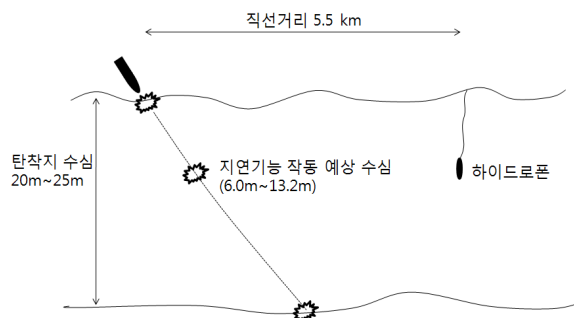 직선거리 5.5 km
탄착지 수심
20m~25m
지연기능 작동 예상 수심
(6.0m~13.2m)
하이드로폰